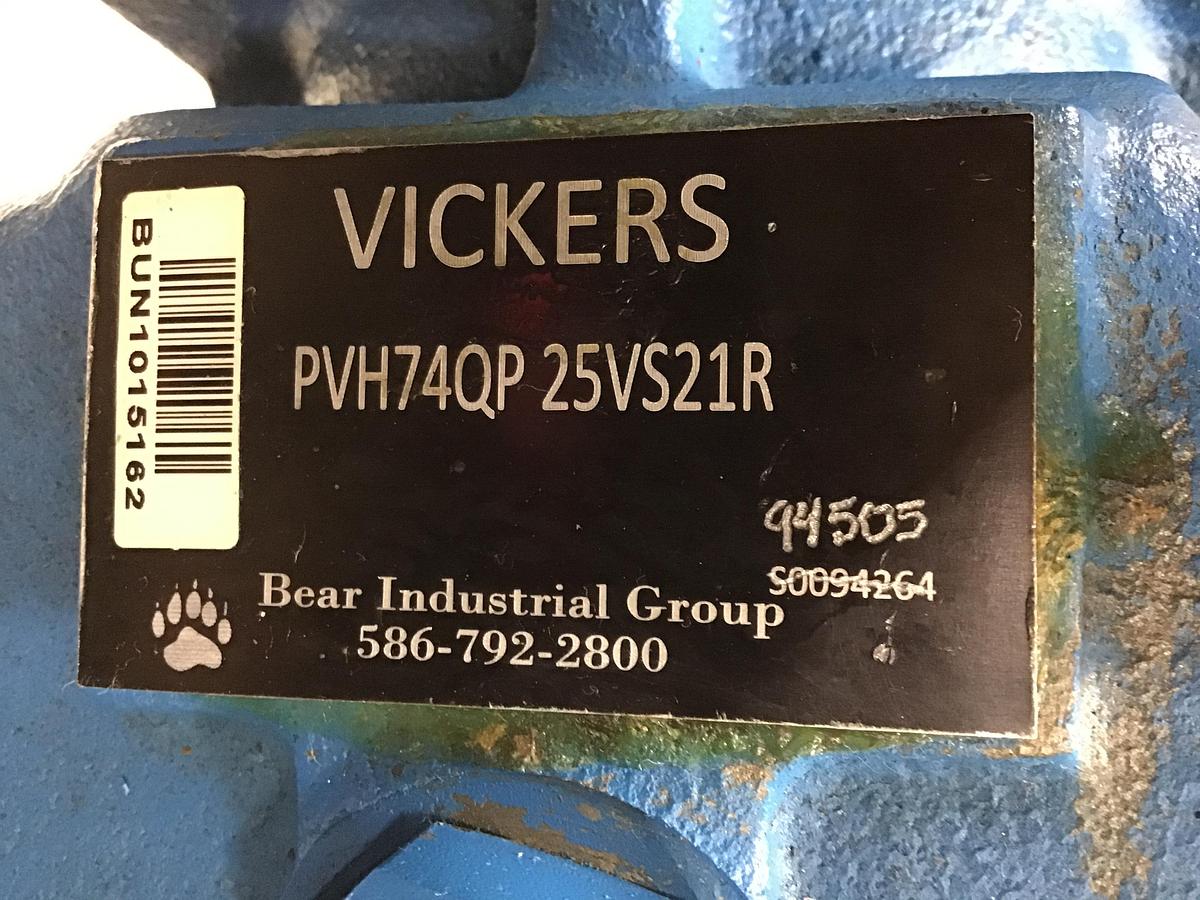 VICKERS
BUN1015162
PVH74QP 25VS21R
94505
S0094264
Bear Industrial Group
586-792-2800